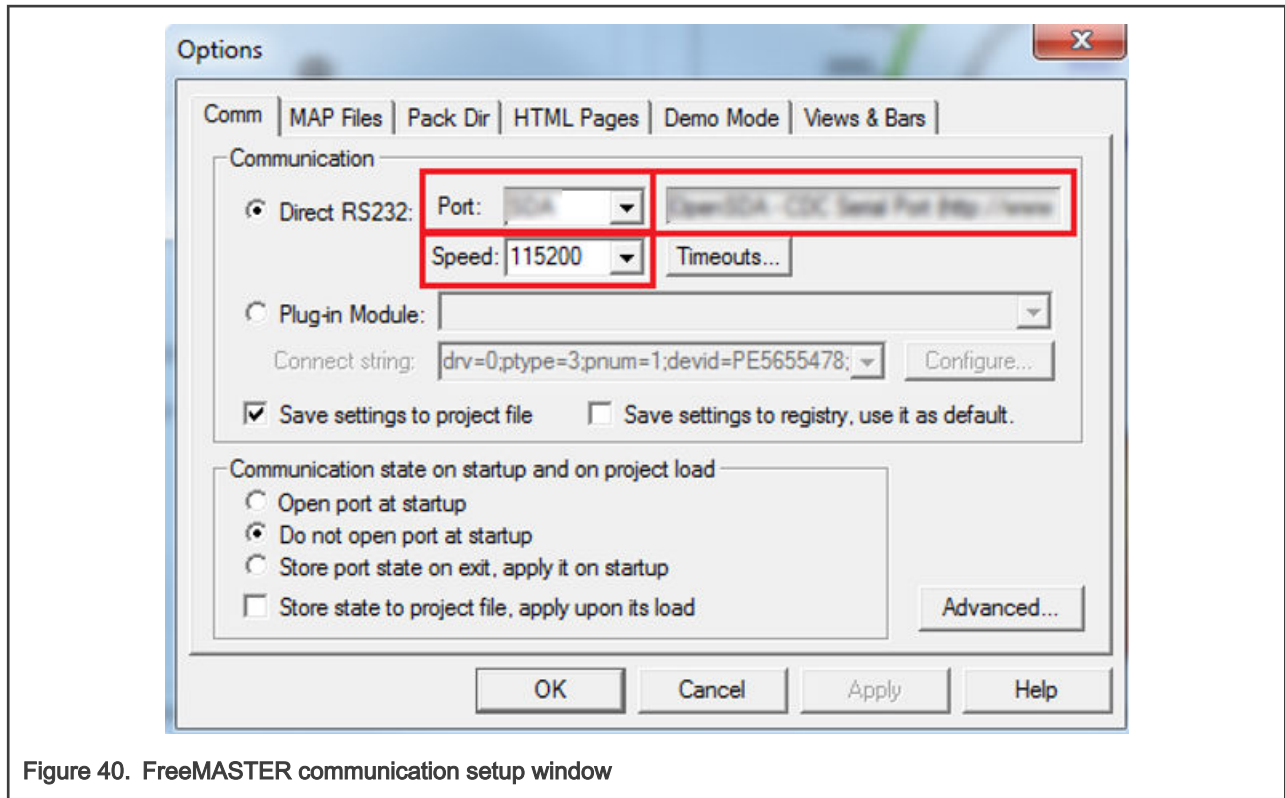 Options
Comm MAP Files Pack Dir HTML Pages Demo Mode Views & Bars
Communication
Direct RS232: Port:
Speed: 115200 Timeouts...
Plug-in Module:
Connect string: drv=0;ptype=3;pnum=1;devid=PE5655478; Configure...
Save settings to project file Save settings to registry, use it as default.
Communication state on startup and on project load
Open port at startup
Do not open port at startup
Store port state on exit, apply it on startup
Store state to project file, apply upon its load Advanced...
OK Cancel Apply Help
Figure 40. FreeMASTER communication setup window